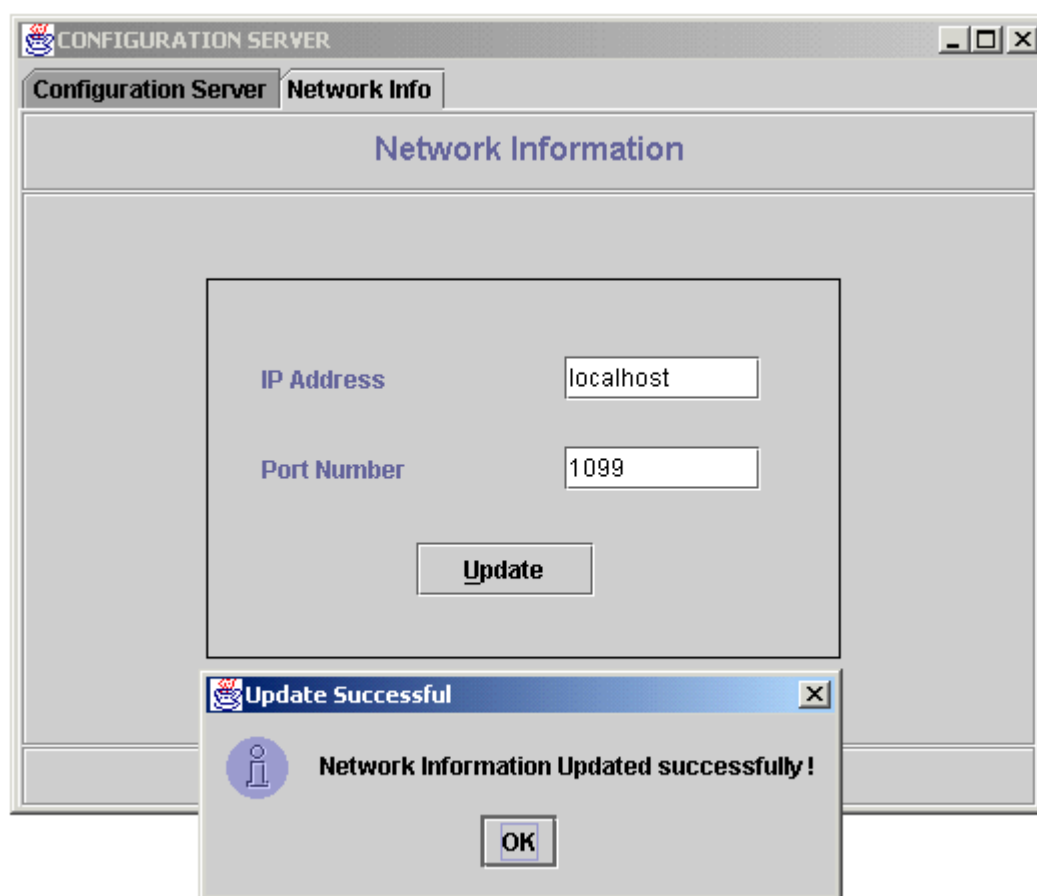 CONFIGURATION SERVER
Configuration Server Network Info
Network Information
IP Address localhost
Port Number 1099
Update
Update Successful
Network Information Updated successfully !
OK